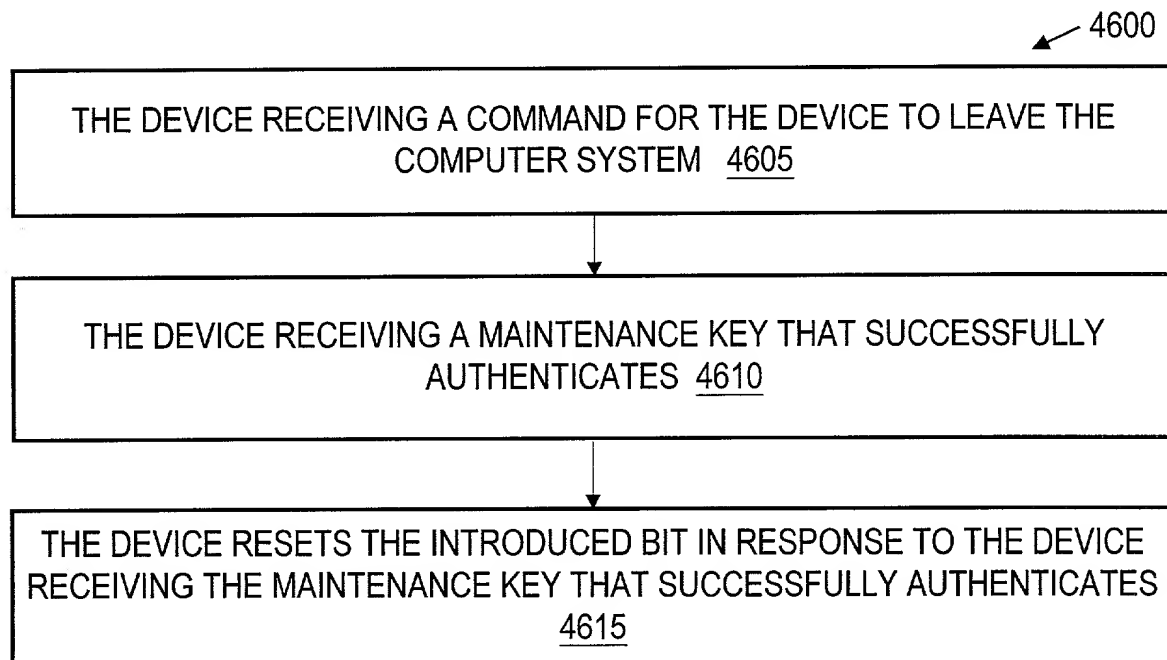 4600
THE DEVICE RECEIVING A COMMAND FOR THE DEVICE TO LEAVE THE
COMPUTER SYSTEM 4605
THE DEVICE RECEIVING A MAINTENANCE KEY THAT SUCCESSFULLY
AUTHENTICATES 4610
THE DEVICE RESETS THE INTRODUCED BIT IN RESPONSE TO THE DEVICE
RECEIVING THE MAINTENANCE KEY THAT SUCCESSFULLY AUTHENTICATES
4615